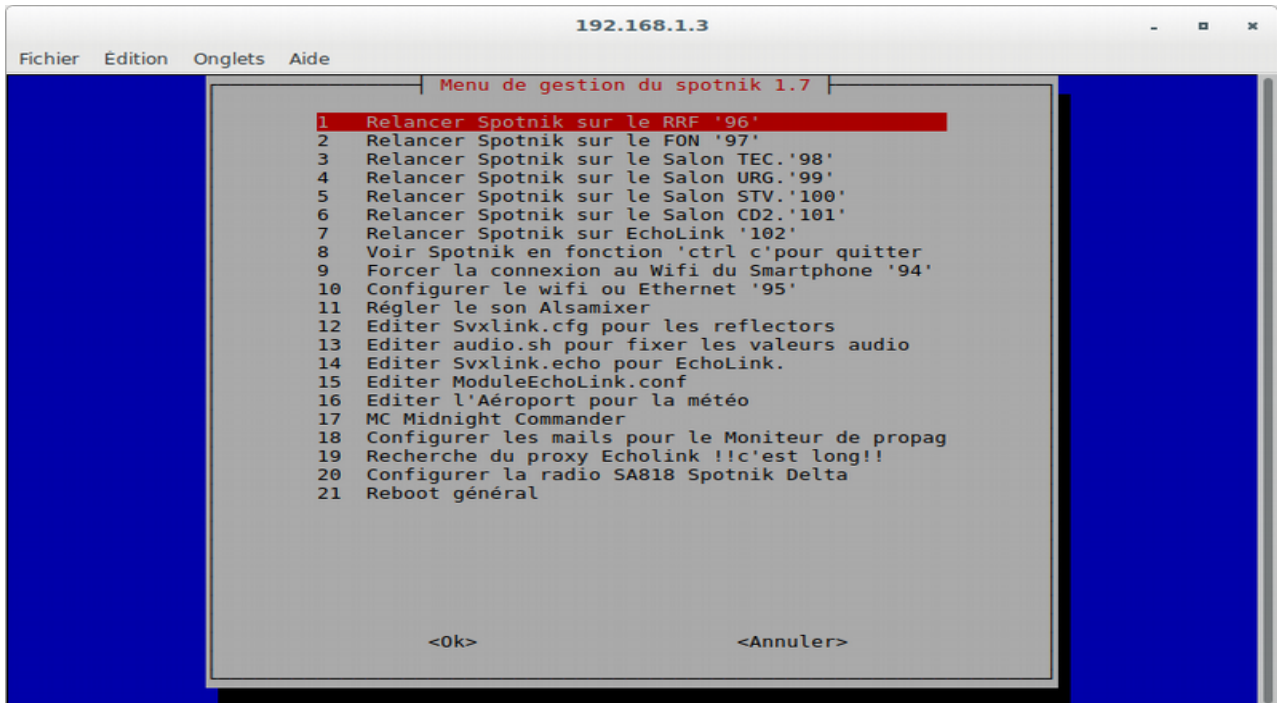 192.168.1.3
Fichier Édition Onglets Aide
Menu de gestion du spotnik 1.7
1 Relancer Spotnik sur le RRF '96'
2 Relancer Spotnik sur le FON '97'
3 Relancer Spotnik sur le Salon TEC.'98'
4 Relancer Spotnik sur le Salon URG.'99'
5 Relancer Spotnik sur le Salon STV.'100'
6 Relancer Spotnik sur le Salon CD2.'101'
7 Relancer Spotnik sur EchoLink '102'
8 Voir Spotnik en fonction 'ctrl c'pour quitter
9 Forcer la connexion au Wifi du Smartphone '94'
10 Configurer le wifi ou Ethernet '95'
11 Régler le son Alsamixer
12 Editer Svxlink.cfg pour les reflectors
13 Editer audio.sh pour fixer les valeurs audio
14 Editer Svxlink.echo pour EchoLink.
15 Editer ModuleEchoLink.conf
16 Editer l'Aéroport pour la météo
17 MC Midnight Commander
18 Configurer les mails pour le Moniteur de propag
19 Recherche du proxy Echolink !!c'est long!!
20 Configurer la radio SA818 Spotnik Delta
21 Reboot général
<Ok> <Annuler>